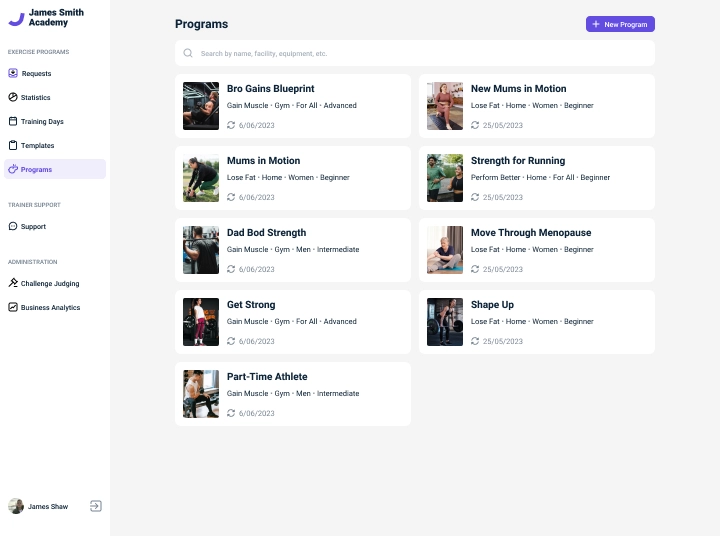 James Smith
Academy
EXERCISE PROGRAMS
Requests
Statistics
Training Days
Templates
Programs
TRAINER SUPPORT
Support
ADMINISTRATION
Challenge Judging
Business Analytics
James Shaw
Programs
New Program
Search by name, facility, equipment, etc.
Bro Gains Blueprint
Gain Muscle · Gym · For All · Advanced
6/06/2023
New Mums in Motion
Lose Fat · Home · Women · Beginner
25/05/2023
Mums in Motion
Lose Fat · Home · Women · Beginner
6/06/2023
Strength for Running
Perform Better · Home · For All · Beginner
25/05/2023
Dad Bod Strength
Gain Muscle · Gym · Men · Intermediate
6/06/2023
Move Through Menopause
Lose Fat · Home · Women · Beginner
25/05/2023
Get Strong
Gain Muscle · Gym · For All · Advanced
6/06/2023
Shape Up
Lose Fat · Home · Women · Beginner
25/05/2023
Part-Time Athlete
Gain Muscle · Gym · Men · Intermediate
6/06/2023